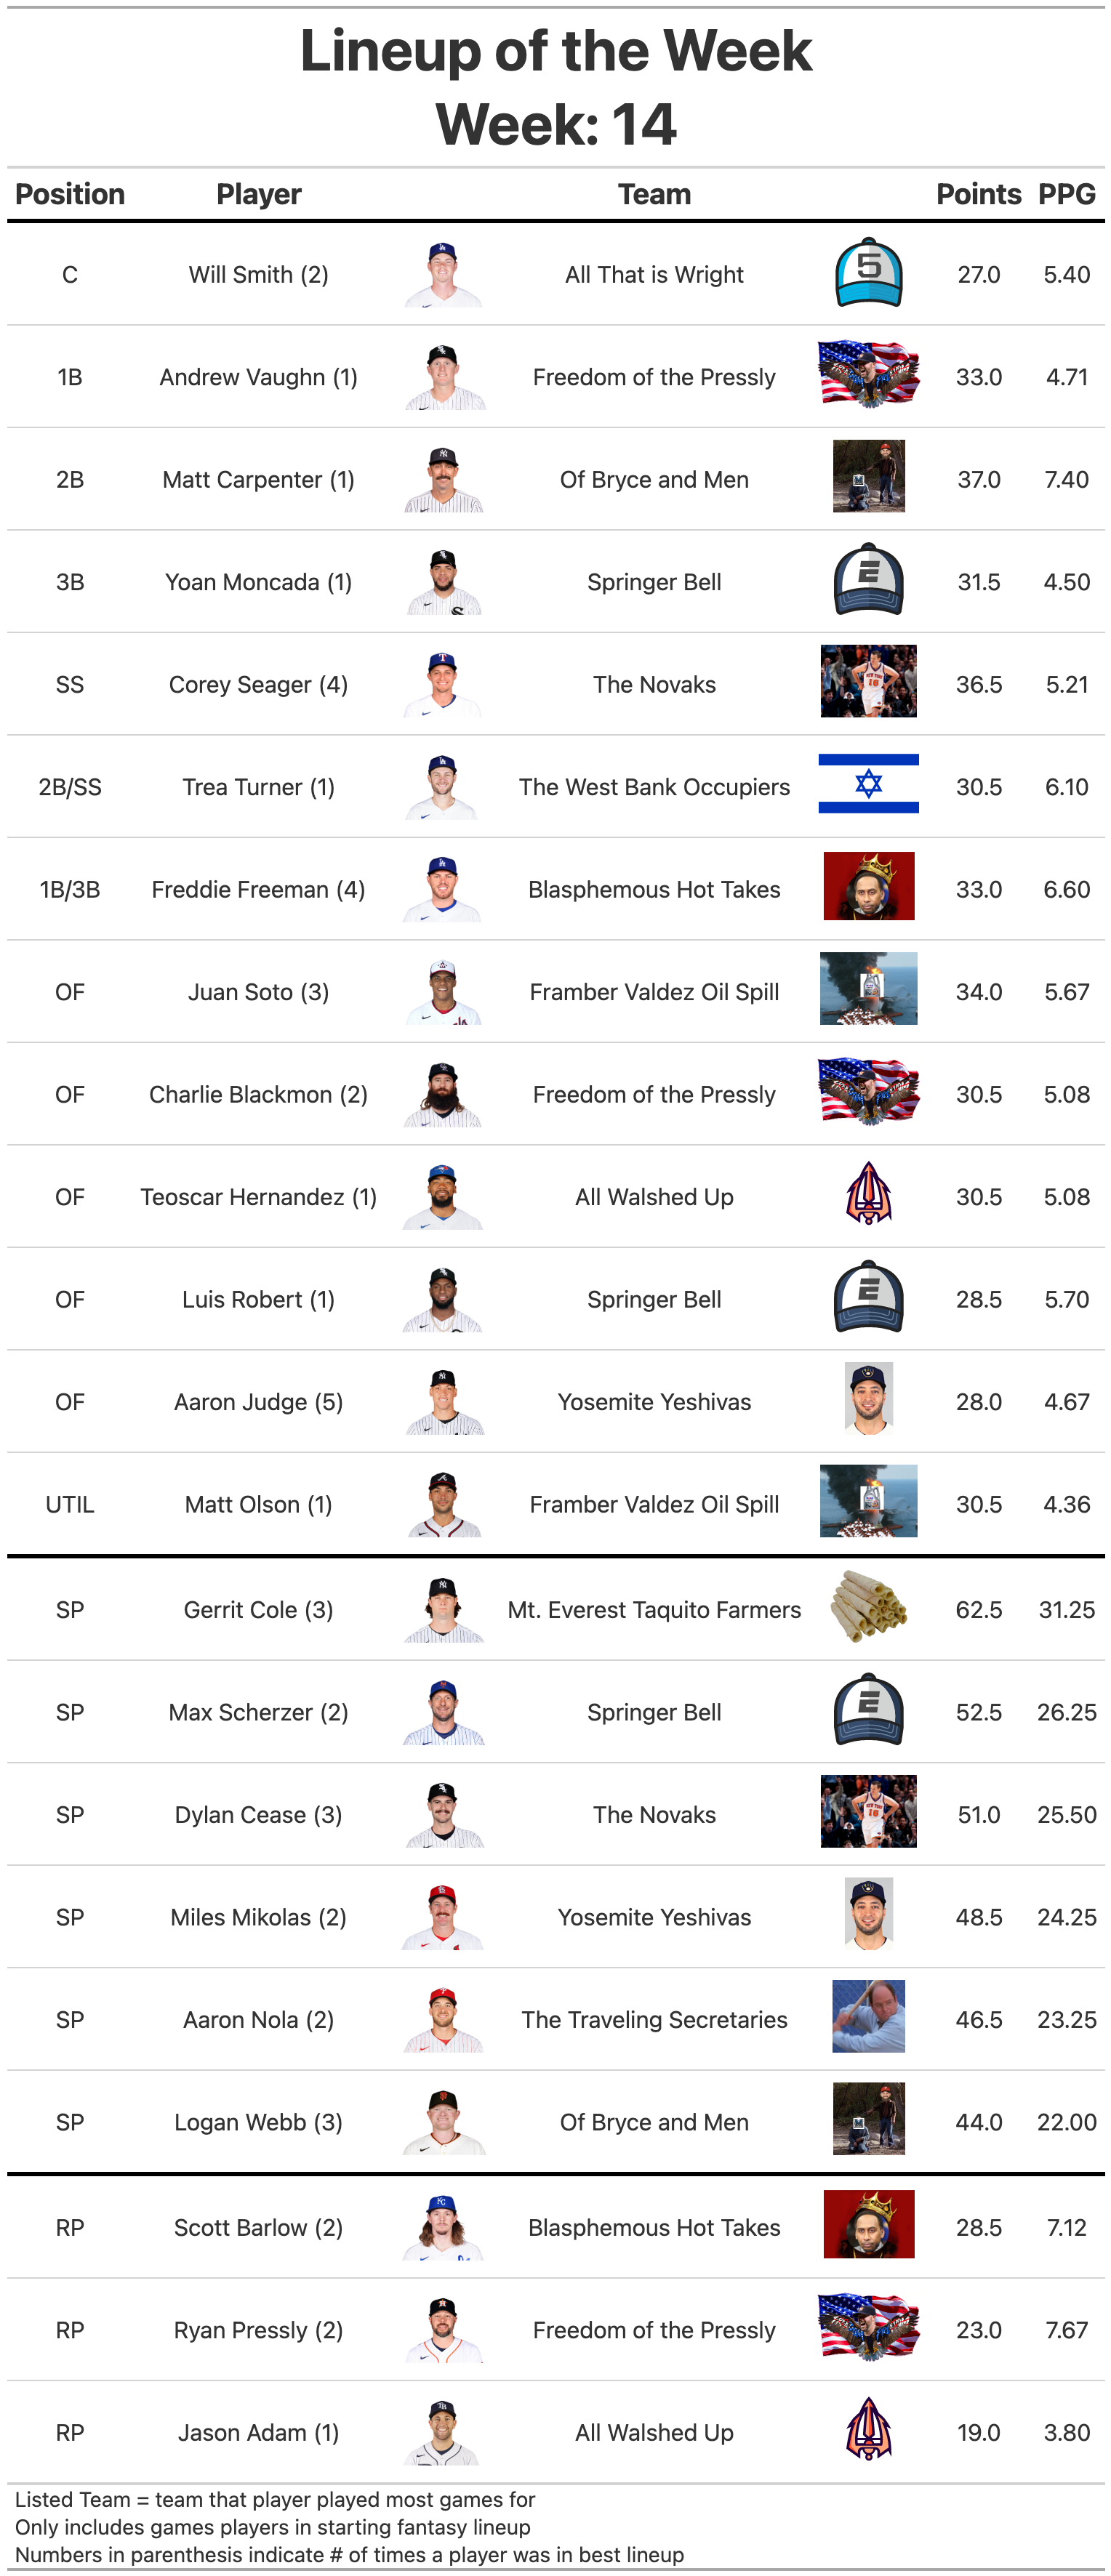 Lineup of the Week
Week: 14
Position Player Team Points PPG
C Will Smith (2) All That is Wright 5 27.0 5.40
1B Andrew Vaughn (1) Freedom of the Pressly 33.0 4.71
2B Matt Carpenter (1) Of Bryce and Men 37.0 7.40
3B Yoan Moncada (1) Springer Bell E 31.5 4.50
SS Corey Seager (4) The Novaks NEW YORK 16 36.5 5.21
2B/SS Trea Turner (1) The West Bank Occupiers 30.5 6.10
1B/3B Freddie Freeman (4) Blasphemous Hot Takes 33.0 6.60
OF Juan Soto (3) Framber Valdez Oil Spill 34.0 5.67
OF Charlie Blackmon (2) Freedom of the Pressly 30.5 5.08
OF Teoscar Hernandez (1) All Walshed Up 30.5 5.08
OF Luis Robert (1) Springer Bell E 28.5 5.70
OF Aaron Judge (5) Yosemite Yeshivas 28.0 4.67
UTIL Matt Olson (1) Framber Valdez Oil Spill 30.5 4.36
SP Gerrit Cole (3) Mt. Everest Taquito Farmers 62.5 31.25
SP Max Scherzer (2) Springer Bell E 52.5 26.25
SP Dylan Cease (3) The Novaks NEW YORK 16 51.0 25.50
SP Miles Mikolas (2) Yosemite Yeshivas 48.5 24.25
SP Aaron Nola (2) The Traveling Secretaries 46.5 23.25
SP Logan Webb (3) Of Bryce and Men 44.0 22.00
RP Scott Barlow (2) Blasphemous Hot Takes 28.5 7.12
RP Ryan Pressly (2) Freedom of the Pressly 23.0 7.67
RP Jason Adam (1) All Walshed Up 19.0 3.80
Listed Team = team that player played most games for
Only includes games players in starting fantasy lineup
Numbers in parenthesis indicate # of times a player was in best lineup